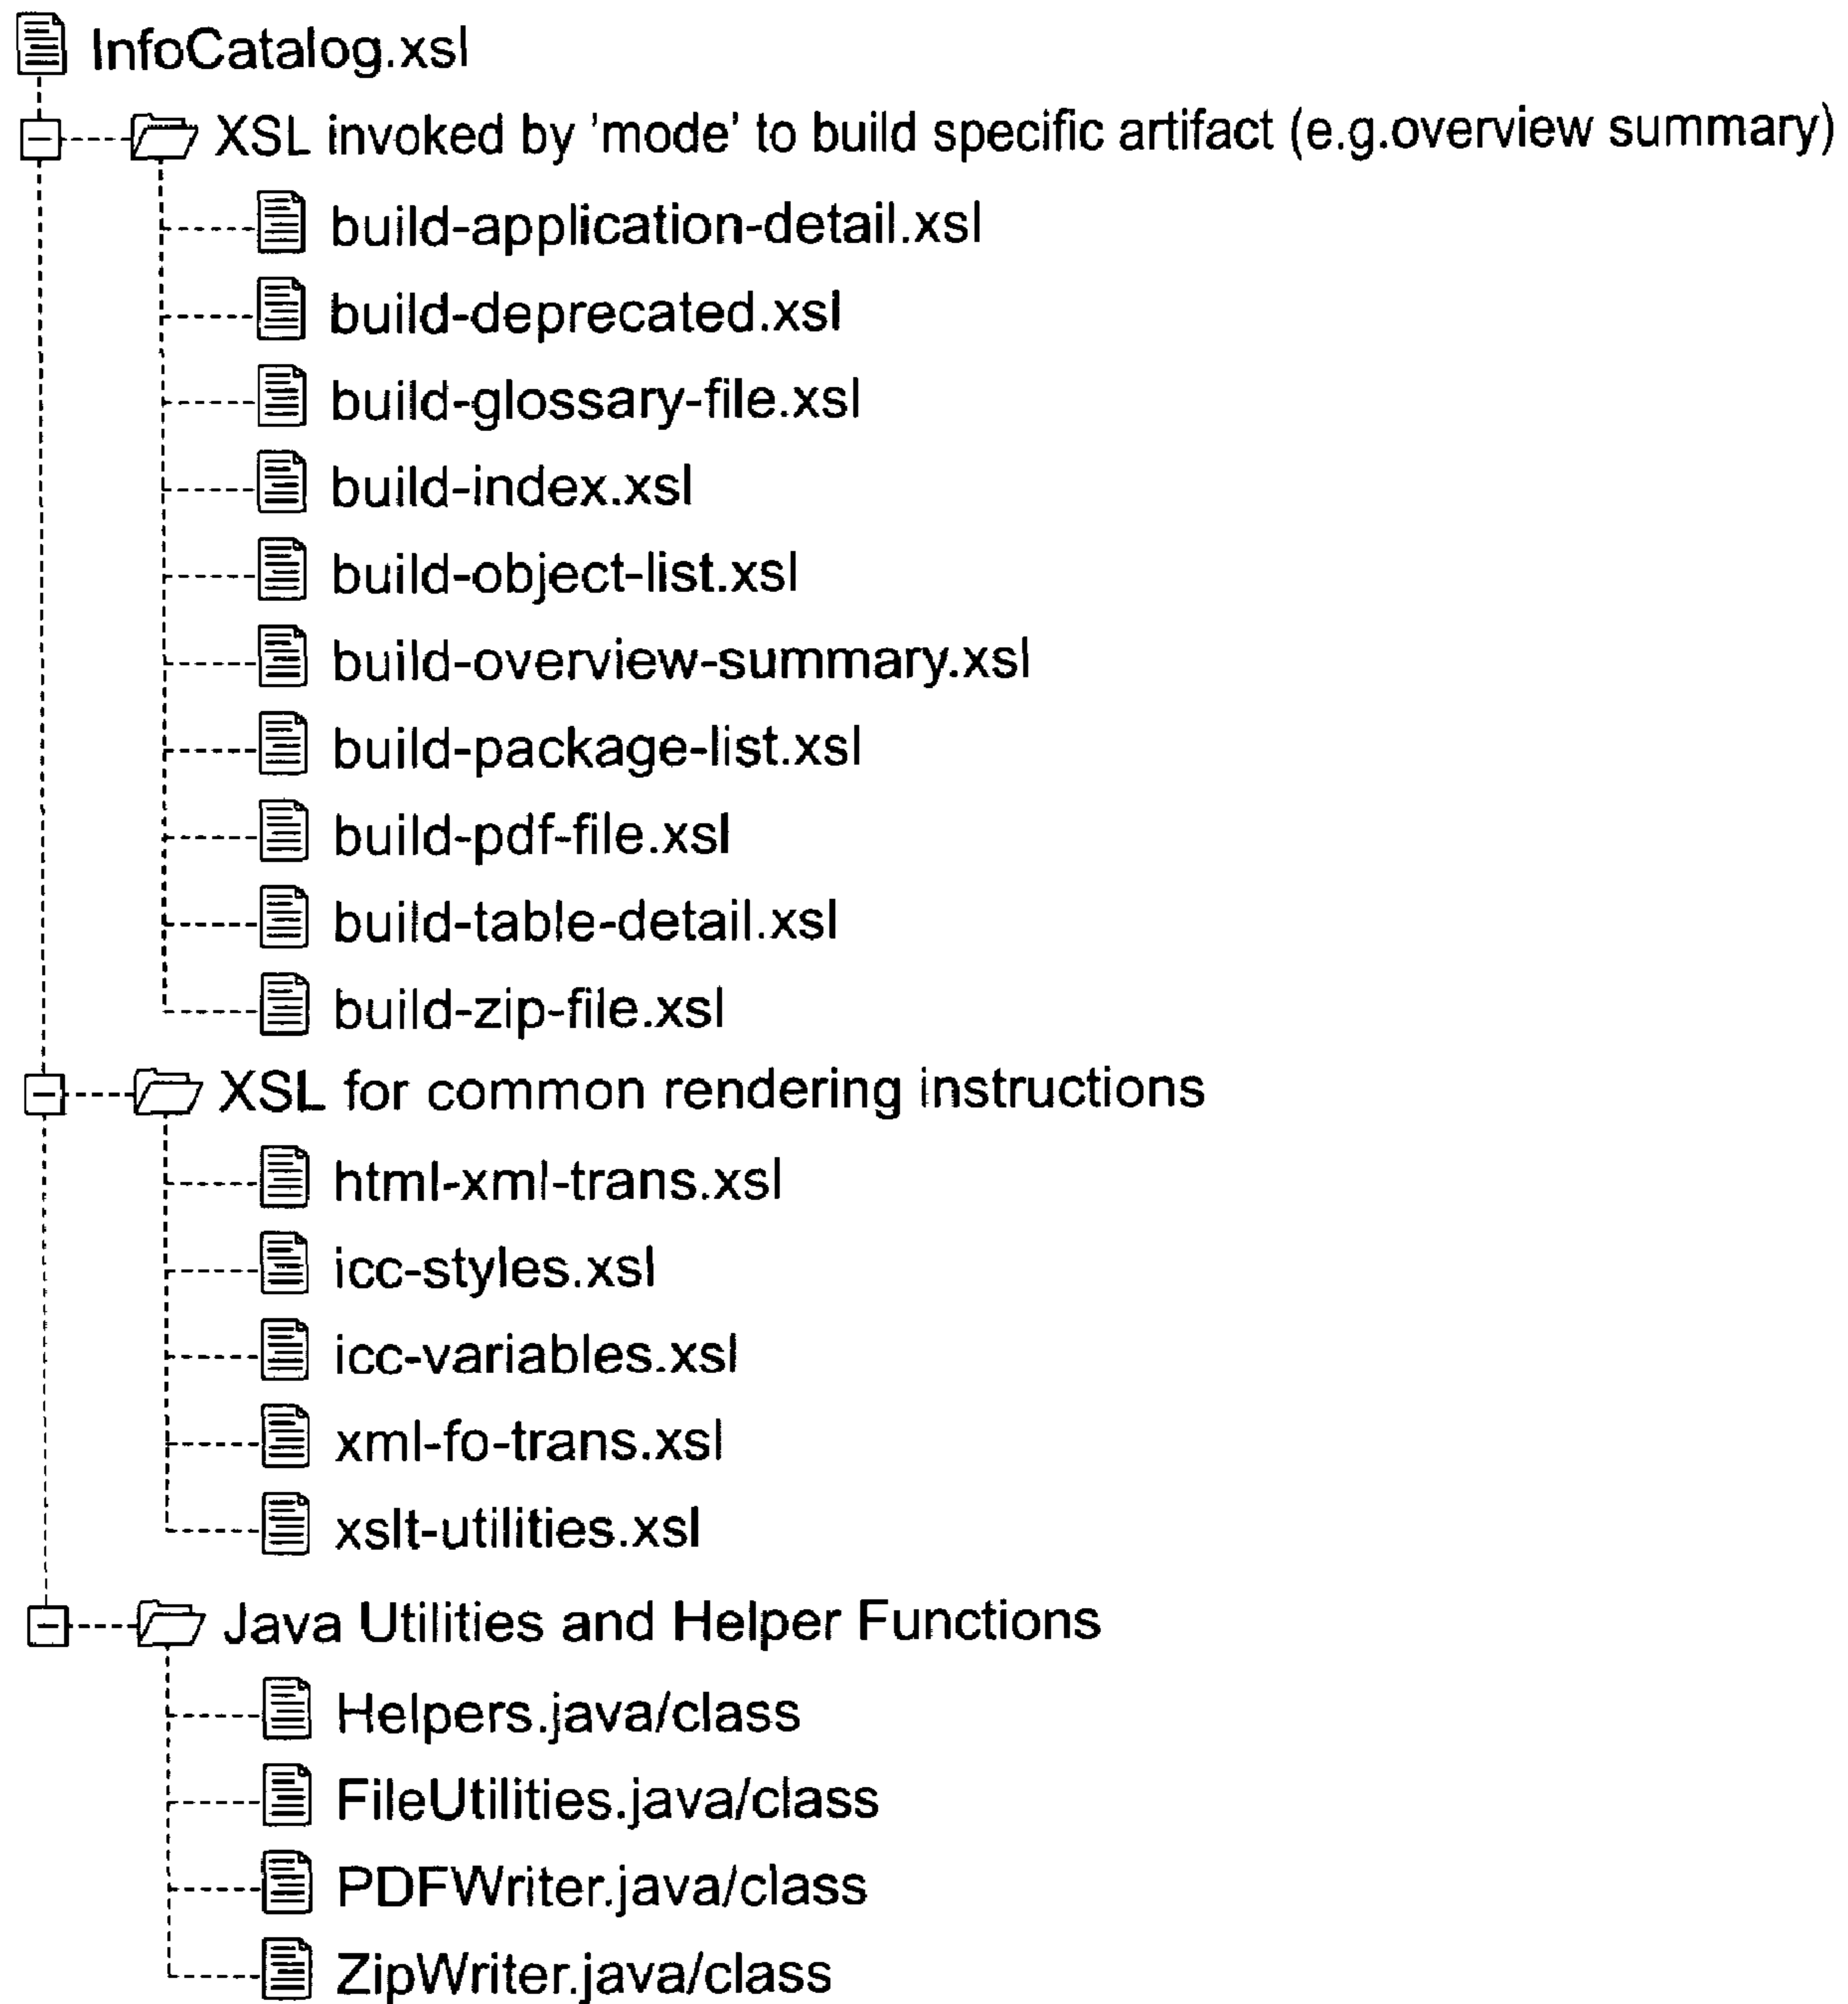 InfoCatalog.xsl
XSL invoked by 'mode' to build specific artifact (e.g.overview summary)
build-application-detail.xsl
build-deprecated.xsl
build-glossary-file.xsl
build-index.xsl
build-object-list.xsl
build-overview-summary.xsl
build-package-list.xsl
build-pdf-file.xsl
build-table-detail.xsl
build-zip-file.xsl
XSL for common rendering instructions
html-xml-trans.xsl
icc-styles.xsl
icc-variables.xsl
xml-fo-trans.xsl
xslt-utilities.xsl
Java Utilities and Helper Functions
Helpers.java/class
FileUtilities.java/class
PDFWriter.java/class
ZipWriter.java/class